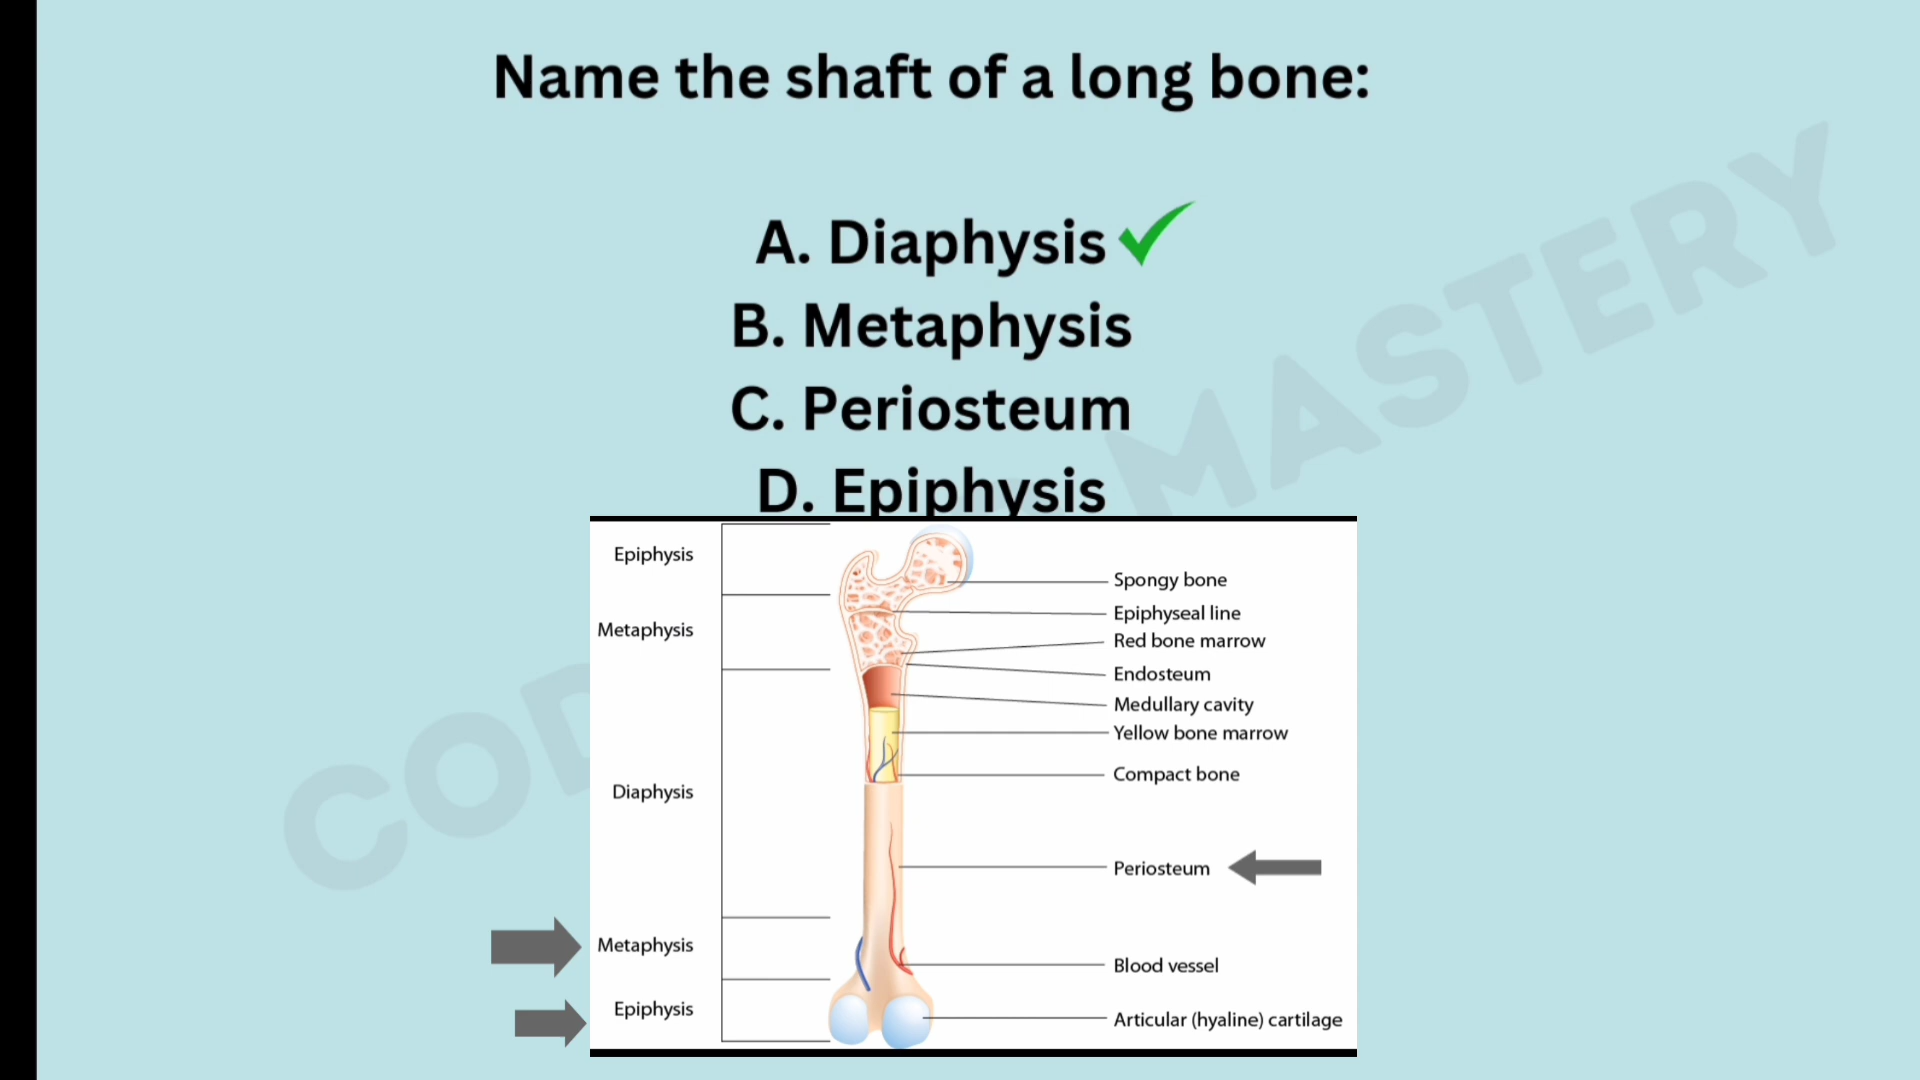 Name the shaft of a long bone:
A. Diaphysis
B. Metaphysis
C. Periosteum
D. Epiphysis
Epiphysis
Metaphysis
Diaphysis
Metaphysis
Epiphysis
Spongy bone
Epiphyseal line
Red bone marrow
Endosteum
Medullary cavity
Yellow bone marrow
Compact bone
Periosteum
Blood vessel
Articular (hyaline) cartilage
MASTERY